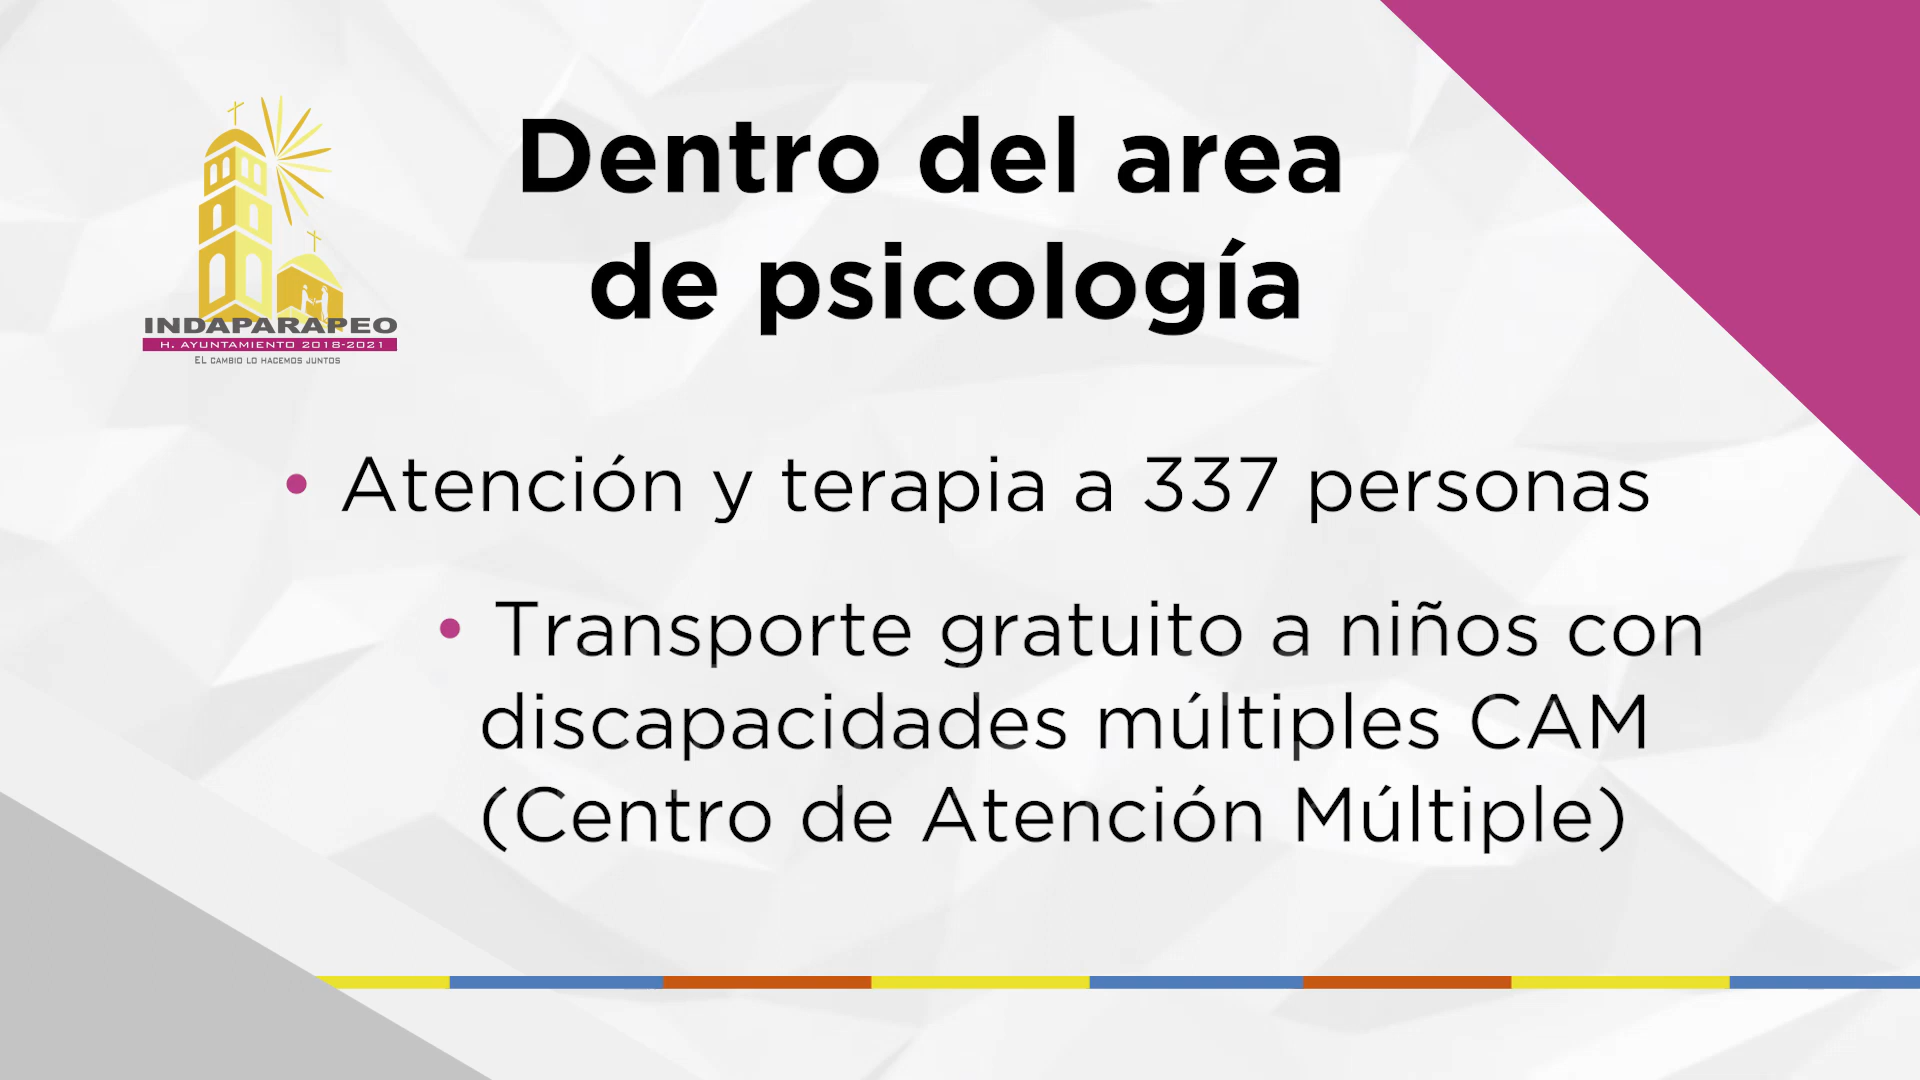 Dentro del area
de psicología
INDAPARAPEO
H. AYUNTAMIENTO 2018-2021
EL CAMBIO LO HACEMOS JUNTOS
• Atención y terapia a 337 personas
• Transporte gratuito a niños con
discapacidades múltiples CAM
(Centro de Atención Múltiple)